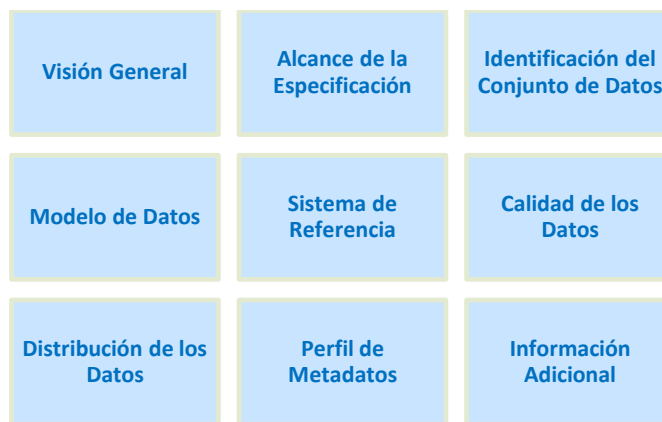 Visión General
Alcance de la
Especificación
Identificación del
Conjunto de Datos
Modelo de Datos
Sistema de
Referencia
Calidad de los
Datos
Distribución de los
Datos
Perfil de
Metadatos
Información
Adicional